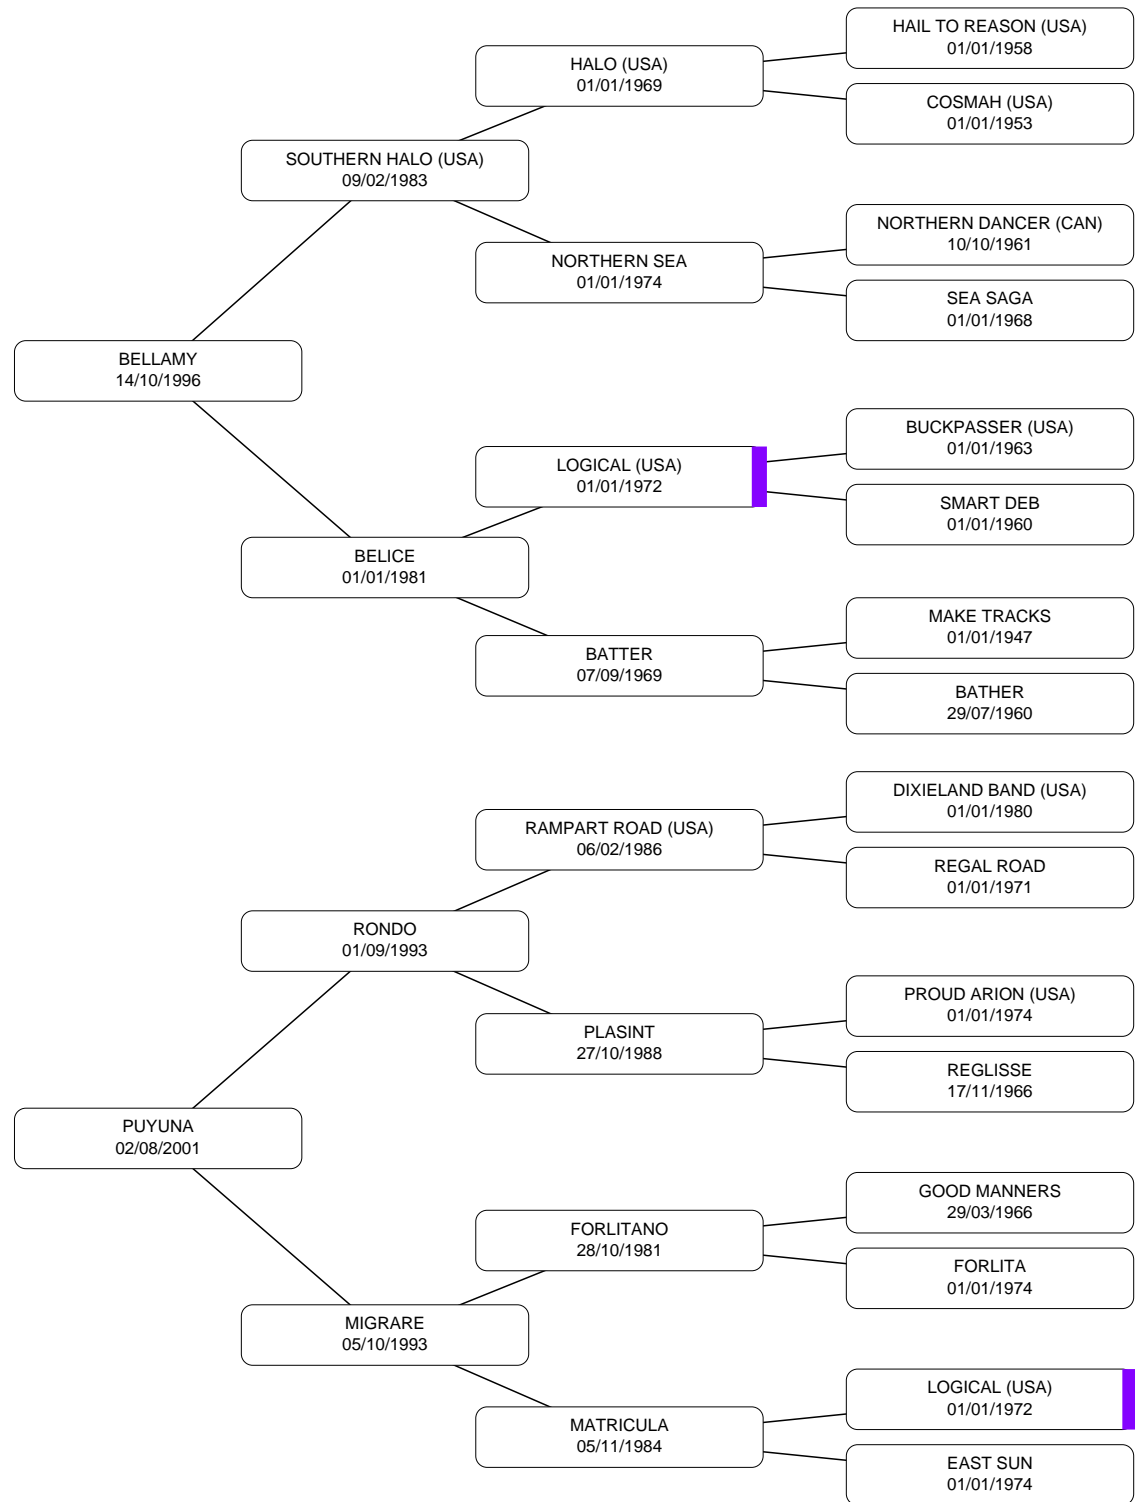 HAIL TO REASON (USA)
01/01/1958
HALO (USA)
01/01/1969
COSMAH (USA)
01/01/1953
SOUTHERN HALO (USA)
09/02/1983
NORTHERN DANCER (CAN)
10/10/1961
NORTHERN SEA
01/01/1974
SEA SAGA
01/01/1968
BELLAMY
14/10/1996
BUCKPASSER (USA)
01/01/1963
LOGICAL (USA)
01/01/1972
SMART DEB
01/01/1960
BELICE
01/01/1981
MAKE TRACKS
01/01/1947
BATTER
07/09/1969
BATHER
29/07/1960
DIXIELAND BAND (USA)
01/01/1980
RAMPART ROAD (USA)
06/02/1986
REGAL ROAD
01/01/1971
RONDO
01/09/1993
PROUD ARION (USA)
01/01/1974
PLASINT
27/10/1988
REGLISSE
17/11/1966
PUYUNA
02/08/2001
GOOD MANNERS
29/03/1966
FORLITANO
28/10/1981
FORLITA
01/01/1974
MIGRARE
05/10/1993
LOGICAL (USA)
01/01/1972
MATRICULA
05/11/1984
EAST SUN
01/01/1974